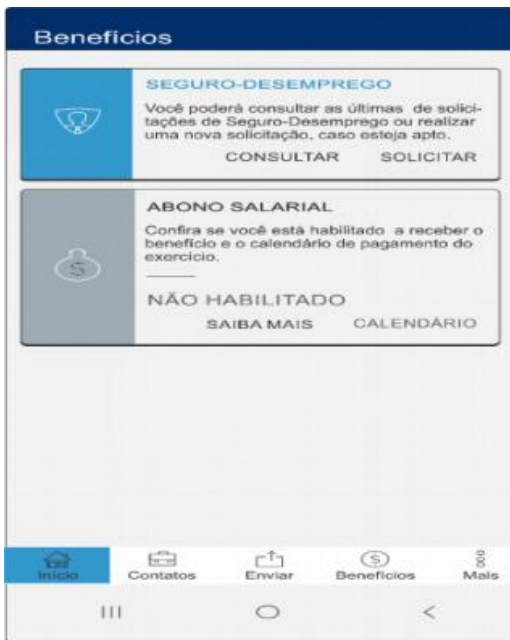 Benefícios
SEGURO-DESEMPREGO
Você poderá consultar as últimas de solici-
tações de Seguro-Desemprego ou realizar
uma nova solicitação, caso esteja apto.
CONSULTAR SOLICITAR
ABONO SALARIAL
Confira se você está habilitado a receber o
benefício e o calendário de pagamento do
exercício.
NÃO HABILITADO
SAIBA MAIS CALENDÁRIO
Início Contatos Enviar Benefícios Mais